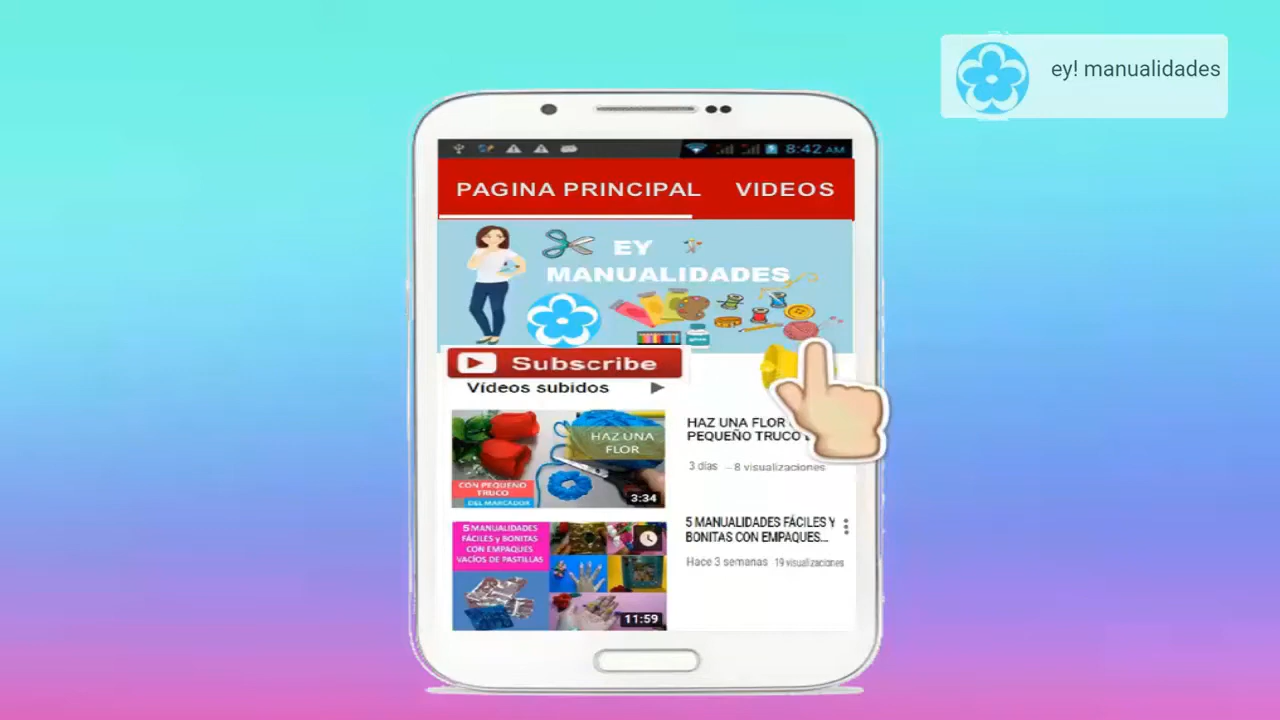 ey! manualidades
8:42 AM
PAGINA PRINCIPAL
VIDEOS
EY
MANUALIDADES
Subscribe
Vídeos subidos
HAZ UNA
FLOR
CON PEQUEÑO
TRUCO
DEL MARCADOR
3:34
HAZ UNA FLOR
PEQUEÑO TRUCO
3 días – 8 visualizaciones
5 MANUALIDADES
FÁCILES y BONITAS
CON EMPAQUES
VACÍOS DE PASTILLAS
11:59
5 MANUALIDADES FÁCILES Y
BONITAS CON EMPAQUES...
Hace 3 semanas 19 visualizaciones